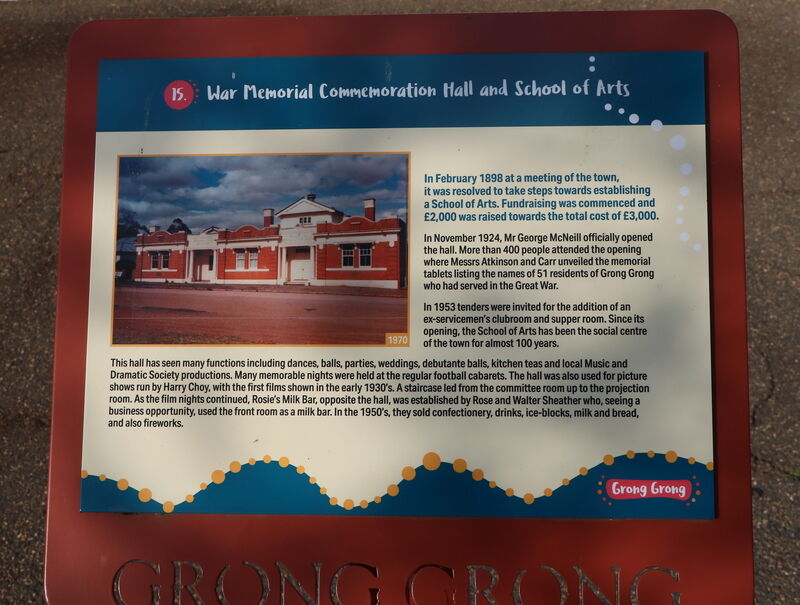 15. War Memorial Commemoration Hall and School of Arts
In February 1898 at a meeting of the town,
it was resolved to take steps towards establishing
a School of Arts. Fundraising was commenced and
£2,000 was raised towards the total cost of £3,000.
In November 1924, Mr George McNeill officially opened
the hall. More than 400 people attended the opening
where Messrs Atkinson and Carr unveiled the memorial
tablets listing the names of 51 residents of Grong Grong
who had served in the Great War.
In 1953 tenders were invited for the addition of an
ex-servicemen's clubroom and supper room. Since its
opening, the School of Arts has been the social centre
of the town for almost 100 years.
1970
This hall has seen many functions including dances, balls, parties, weddings, debutante balls, kitchen teas and local Music and
Dramatic Society productions. Many memorable nights were held at the regular football cabarets. The hall was also used for picture
shows run by Harry Choy, with the first films shown in the early 1930's. A staircase led from the committee room up to the projection
room. As the film nights continued, Rosie's Milk Bar, opposite the hall, was established by Rose and Walter Sheather who, seeing a
business opportunity, used the front room as a milk bar. In the 1950's, they sold confectionery, drinks, ice-blocks, milk and bread,
and also fireworks.
Grong Grong
GRONG GRONG